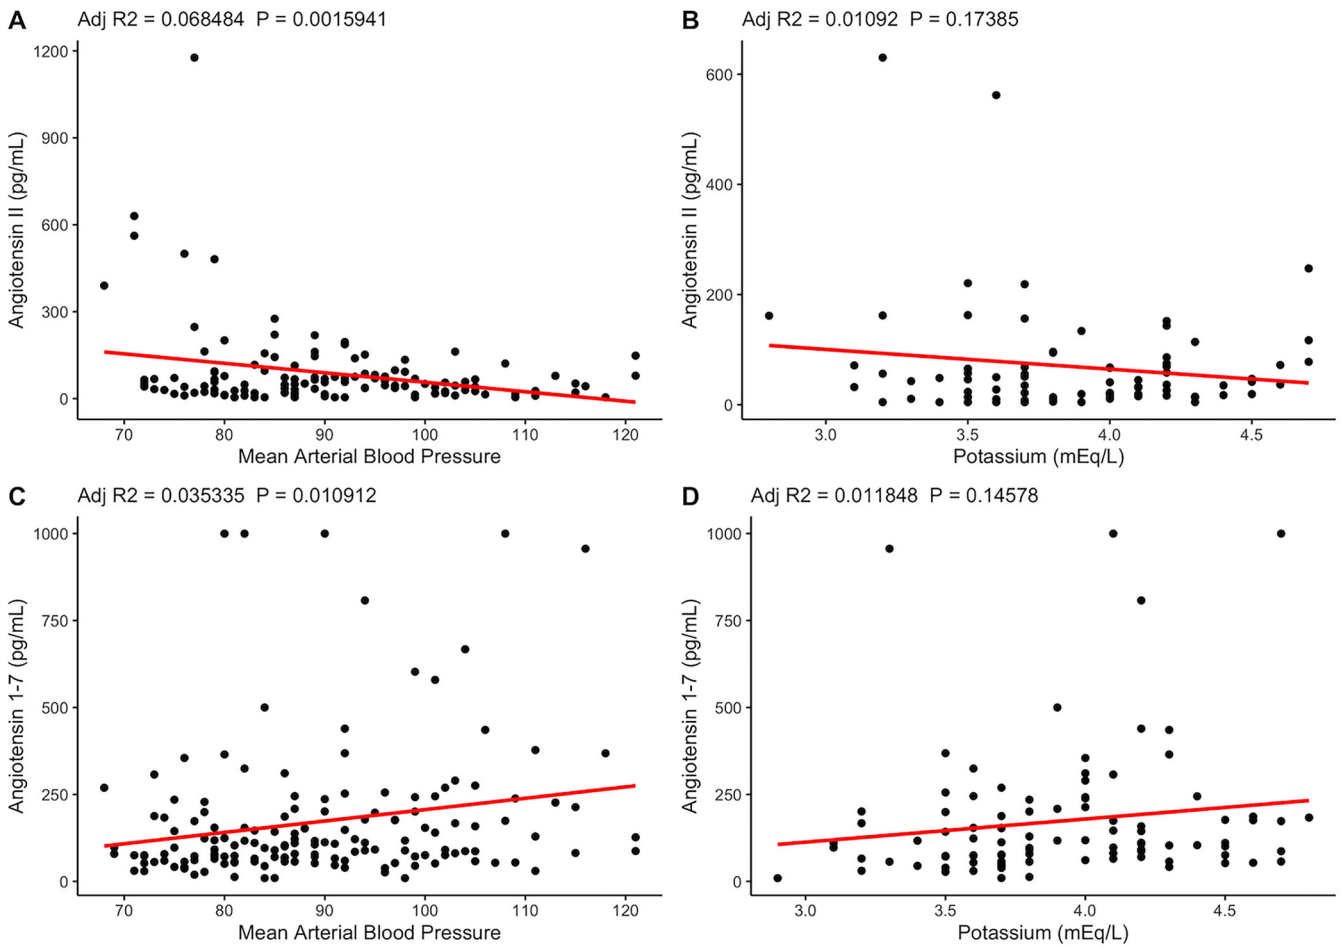 A Adj R2 = 0.068484 P = 0.0015941
1200
900
600
300
0
Angiotensin II (pg/mL)
70 80 90 100 110 120
Mean Arterial Blood Pressure
B Adj R2 = 0.01092 P = 0.17385
600
400
200
0
Angiotensin II (pg/mL)
3.0 3.5 4.0 4.5
Potassium (mEq/L)
C Adj R2 = 0.035335 P = 0.010912
1000
750
500
250
0
Angiotensin 1-7 (pg/mL)
70 80 90 100 110 120
Mean Arterial Blood Pressure
D Adj R2 = 0.011848 P = 0.14578
1000
750
500
250
0
Angiotensin 1-7 (pg/mL)
3.0 3.5 4.0 4.5
Potassium (mEq/L)